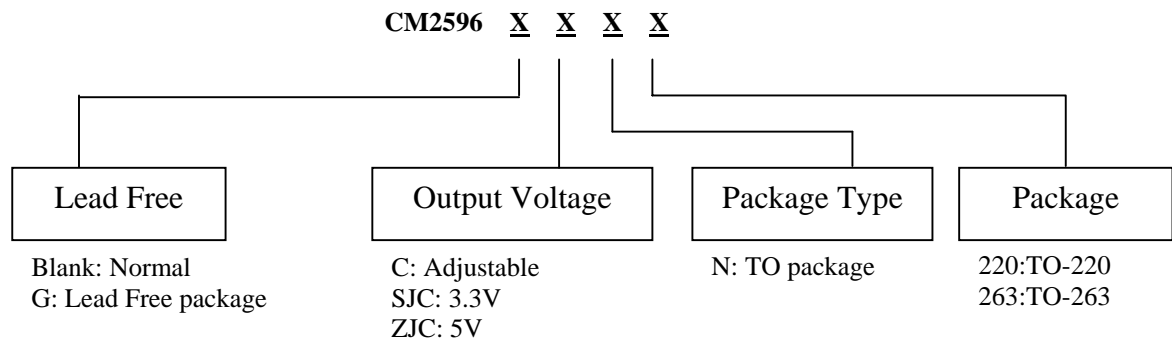 CM2596 X X X X
Lead Free
Output Voltage
Package Type
Package
Blank: Normal
G: Lead Free package
C: Adjustable
SJC: 3.3V
ZJC: 5V
N: TO package
220:TO-220
263:TO-263